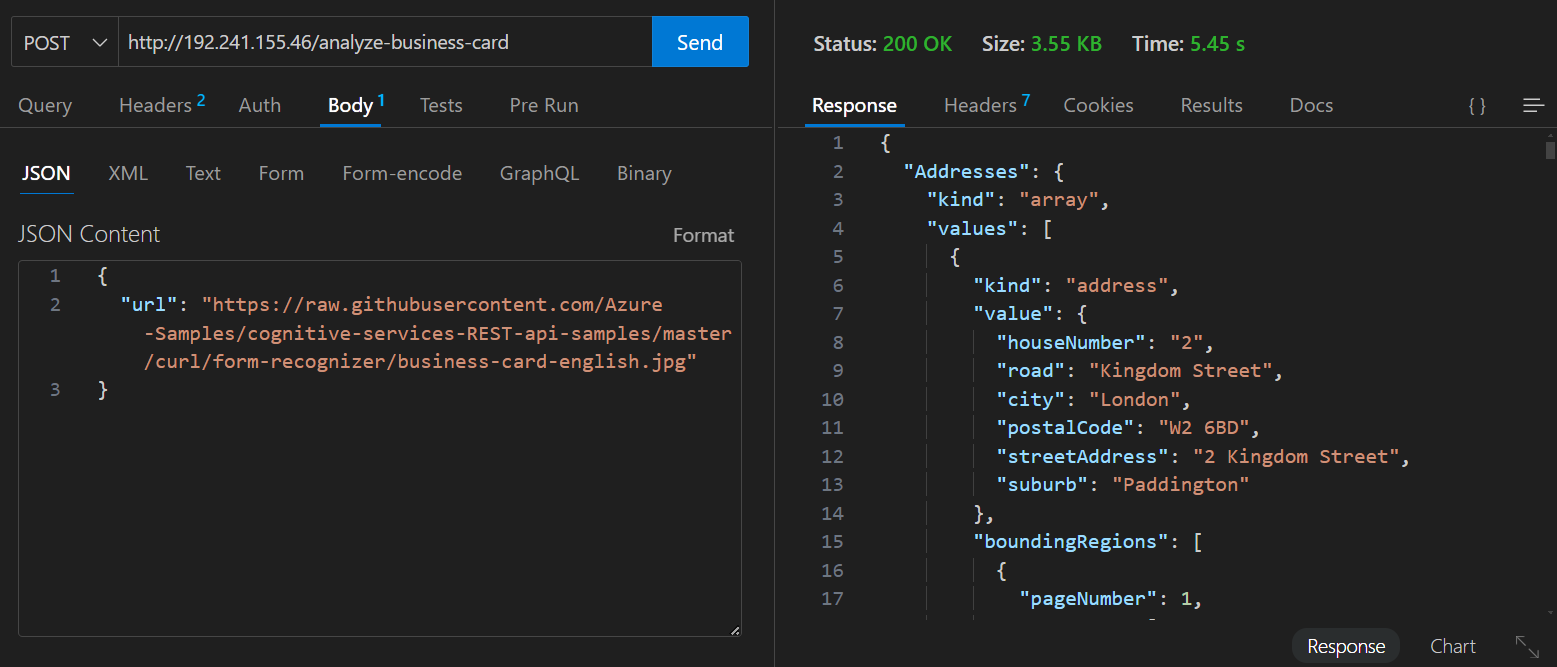 POST http://192.241.155.46/analyze-business-card Send
Query Headers 2 Auth Body 1 Tests Pre Run
JSON XML Text Form Form-encode GraphQL Binary
JSON Content Format
1 {
2 "url": "https://raw.githubusercontent.com/Azure
-Samples/cognitive-services-REST-api-samples/master
/curl/form-recognizer/business-card-english.jpg"
3 }
Status: 200 OK Size: 3.55 KB Time: 5.45 s
Response Headers 7 Cookies Results Docs { }
1 {
2 "Addresses": {
3 "kind": "array",
4 "values": [
5 {
6 "kind": "address",
7 "value": {
8 "houseNumber": "2",
9 "road": "Kingdom Street",
10 "city": "London",
11 "postalCode": "W2 6BD",
12 "streetAddress": "2 Kingdom Street",
13 "suburb": "Paddington"
14 },
15 "boundingRegions": [
16 {
17 "pageNumber": 1,
Response Chart